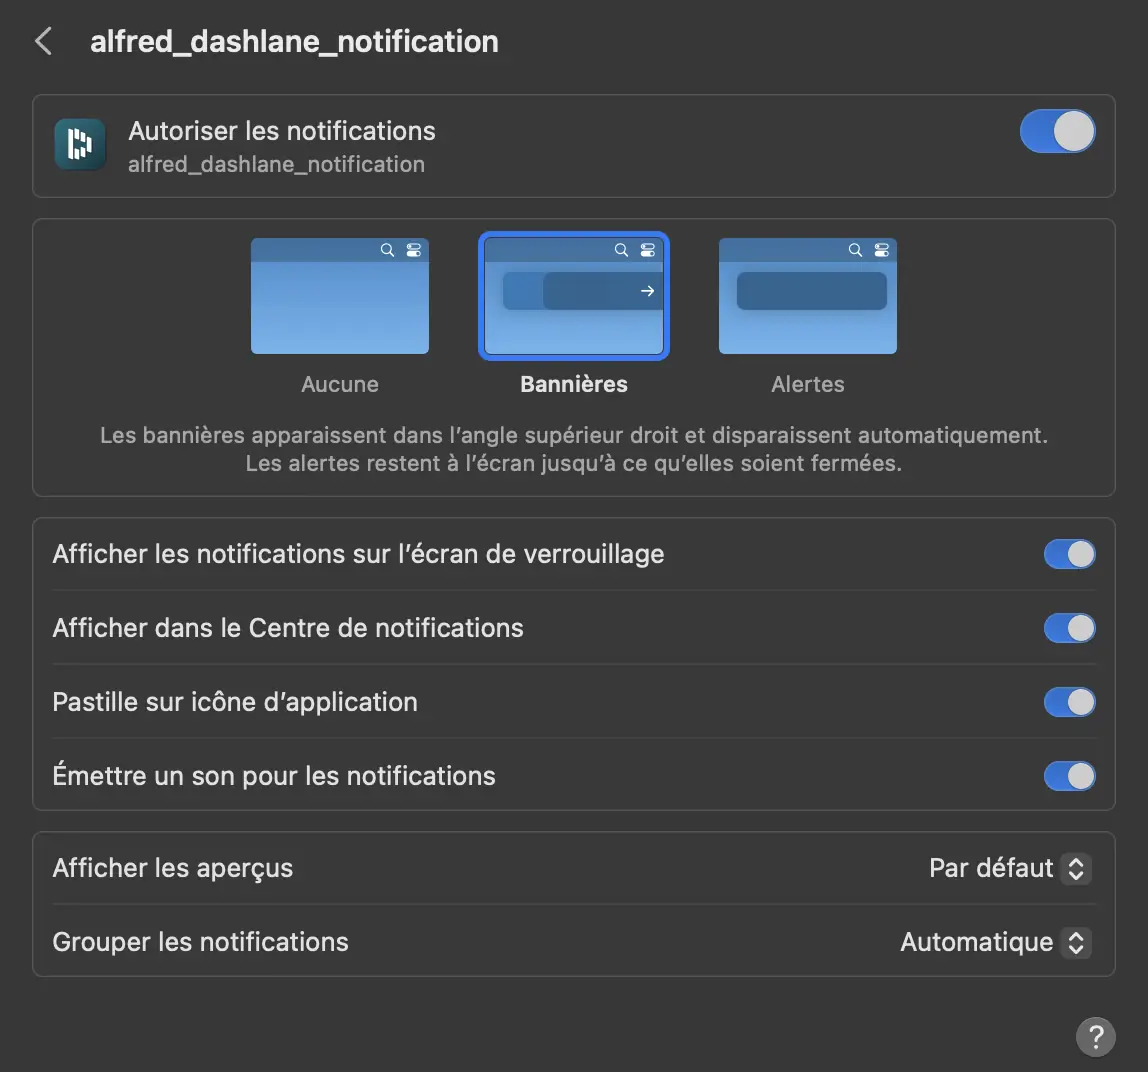 alfred_dashlane_notification
Autoriser les notifications
alfred_dashlane_notification
Aucune
Bannières
Alertes
Les bannières apparaissent dans l’angle supérieur droit et disparaissent automatiquement.
Les alertes restent à l’écran jusqu’à ce qu’elles soient fermées.
Afficher les notifications sur l’écran de verrouillage
Afficher dans le Centre de notifications
Pastille sur icône d’application
Émettre un son pour les notifications
Afficher les aperçus Par défaut
Grouper les notifications Automatique
?